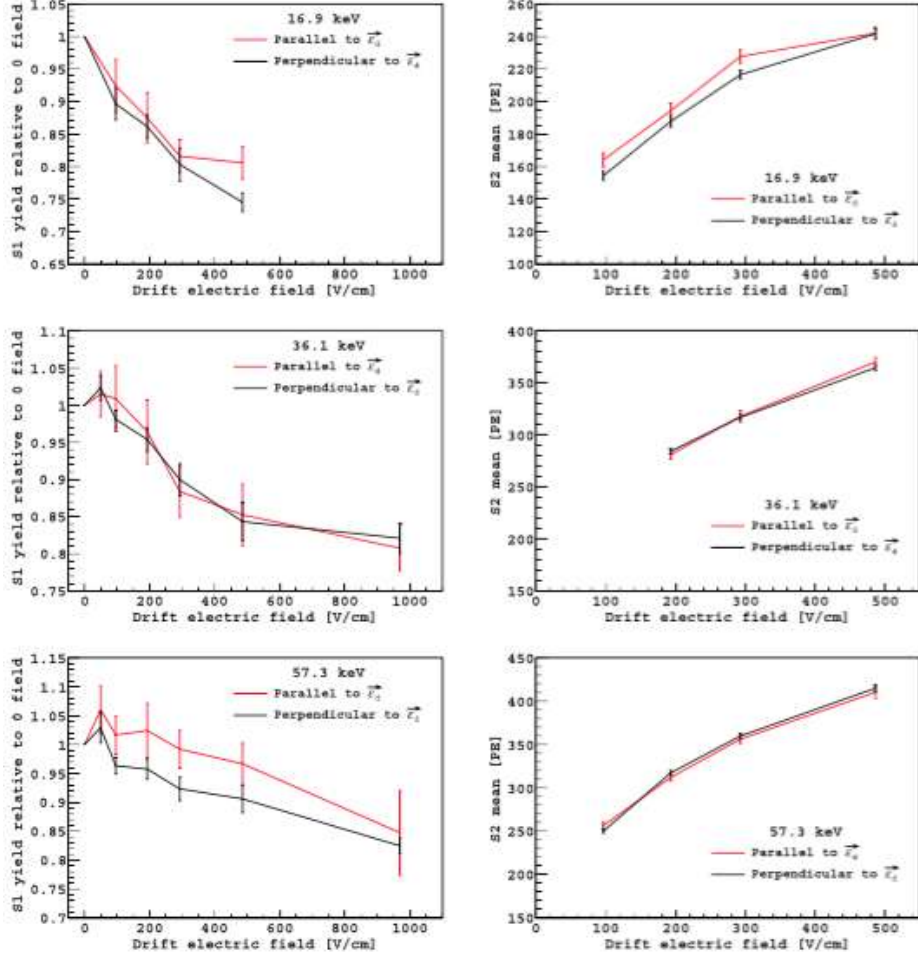 16.9 keV
Parallel to
Perpendicular to
S1 yield relative to 0 field
1.05
1
0.95
0.9
0.85
0.8
0.75
0.7
0.65
0 200 400 600 800 1000
Drift electric field [V/cm]
16.9 keV
Parallel to
Perpendicular to
S2 mean [PE]
260
240
220
200
180
160
140
120
100
0 100 200 300 400 500
Drift electric field [V/cm]
36.1 keV
Parallel to
Perpendicular to
S1 yield relative to 0 field
1.1
1.05
1
0.95
0.9
0.85
0.8
0.75
0 200 400 600 800 1000
Drift electric field [V/cm]
36.1 keV
Parallel to
Perpendicular to
S2 mean [PE]
400
350
300
250
200
150
0 100 200 300 400 500
Drift electric field [V/cm]
57.3 keV
Parallel to
Perpendicular to
S1 yield relative to 0 field
1.15
1.1
1.05
1
0.95
0.9
0.85
0.8
0.75
0.7
0 200 400 600 800 1000
Drift electric field [V/cm]
57.3 keV
Parallel to
Perpendicular to
S2 mean [PE]
450
400
350
300
250
200
150
0 100 200 300 400 500
Drift electric field [V/cm]